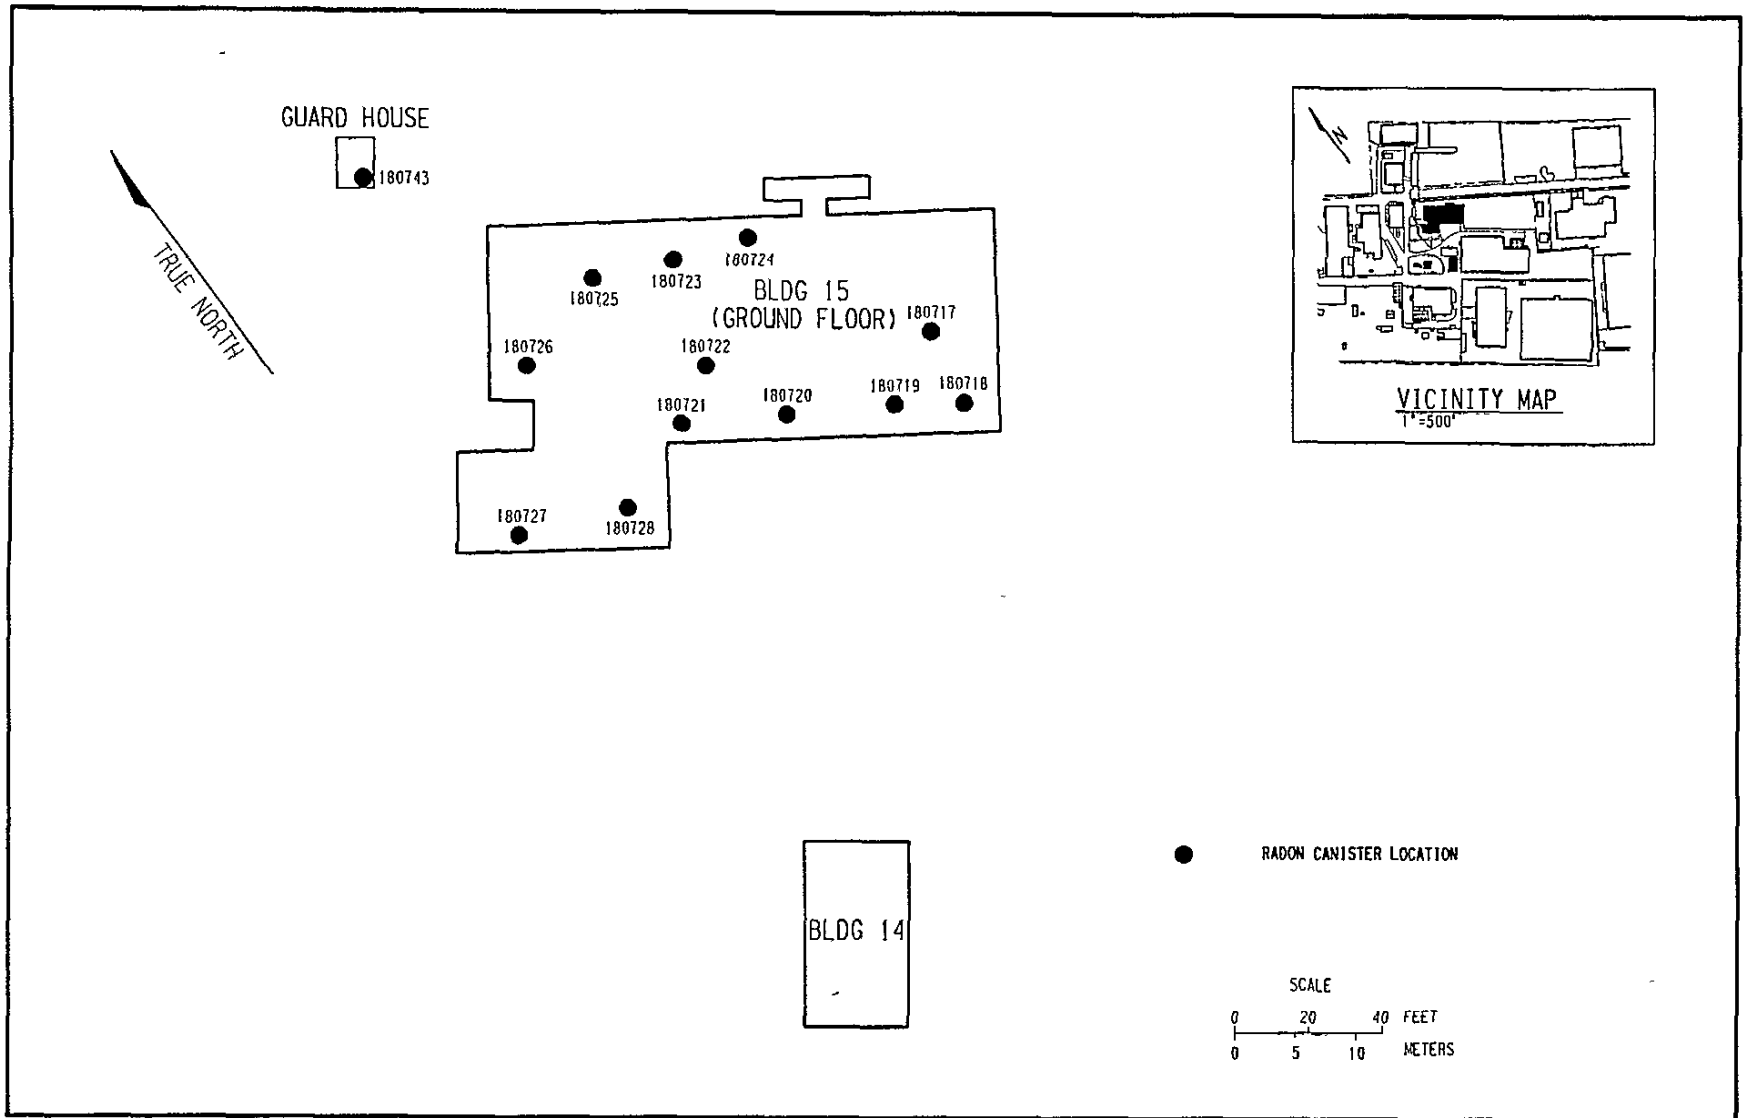 GUARD HOUSE
180743
TRUE NORTH
N
180724
180723
180725
BLDG 15
(GROUND FLOOR)
180717
180726
180722
180721
180720
180719
180718
180727
180728
VICINITY MAP
1"=500'
BLDG 14
RADON CANISTER LOCATION
SCALE
0 20 40 FEET
0 5 10 METERS